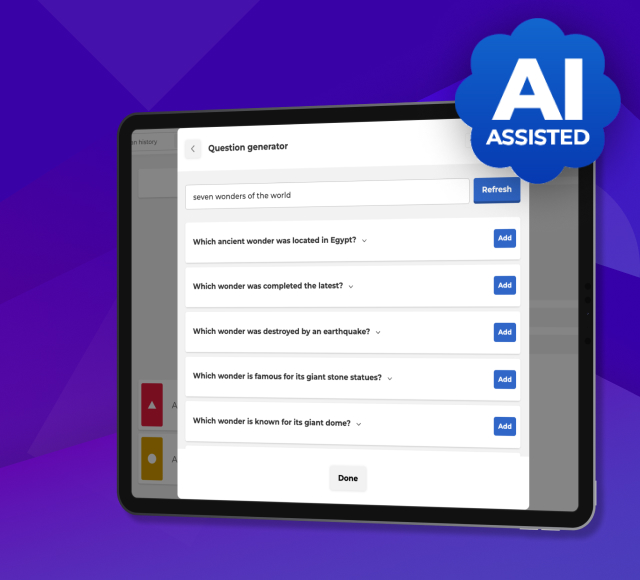 AI
ASSISTED
an history
Question generator
seven wonders of the world
Refresh
Which ancient wonder was located in Egypt?
Add
Which wonder was completed the latest?
Add
Which wonder was destroyed by an earthquake?
Add
Which wonder is famous for its giant stone statues?
Add
A
Which wonder is known for its giant dome?
Add
A
Done